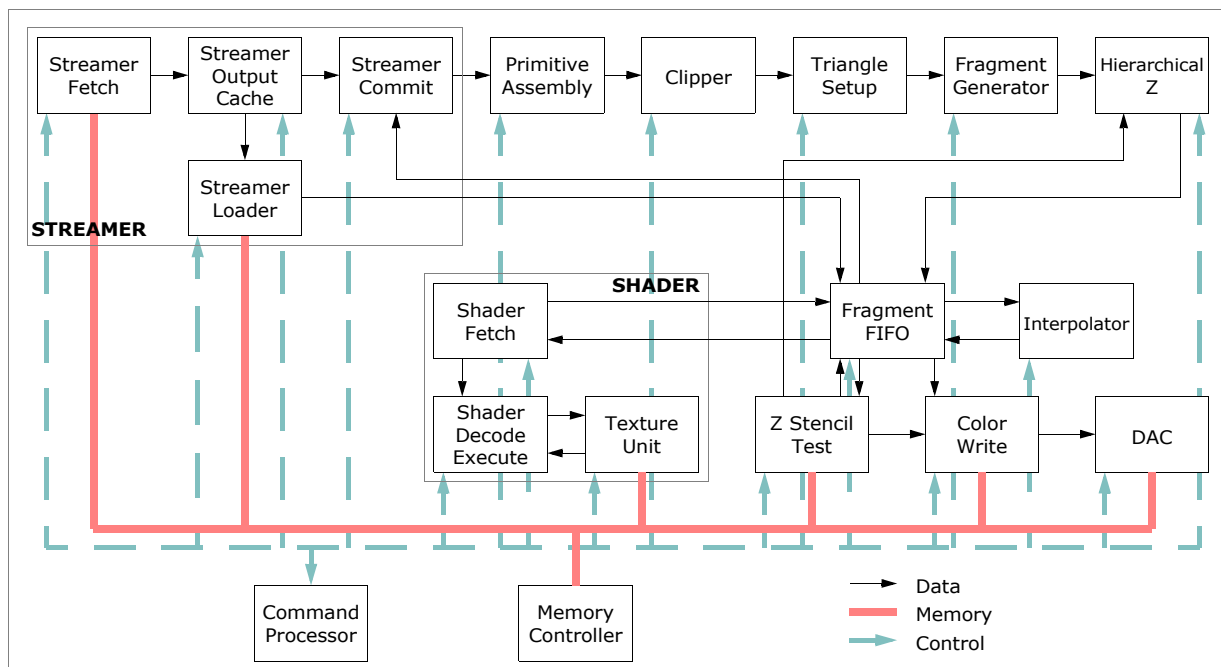 Streamer
Fetch
Streamer
Output
Cache
Streamer
Commit
Primitive
Assembly
Clipper
Triangle
Setup
Fragment
Generator
Hierarchical
Z
Streamer
Loader
STREAMER
SHADER
Shader
Fetch
Fragment
FIFO
Interpolator
Shader
Decode
Execute
Texture
Unit
Z Stencil
Test
Color
Write
DAC
Command
Processor
Memory
Controller
Data
Memory
Control